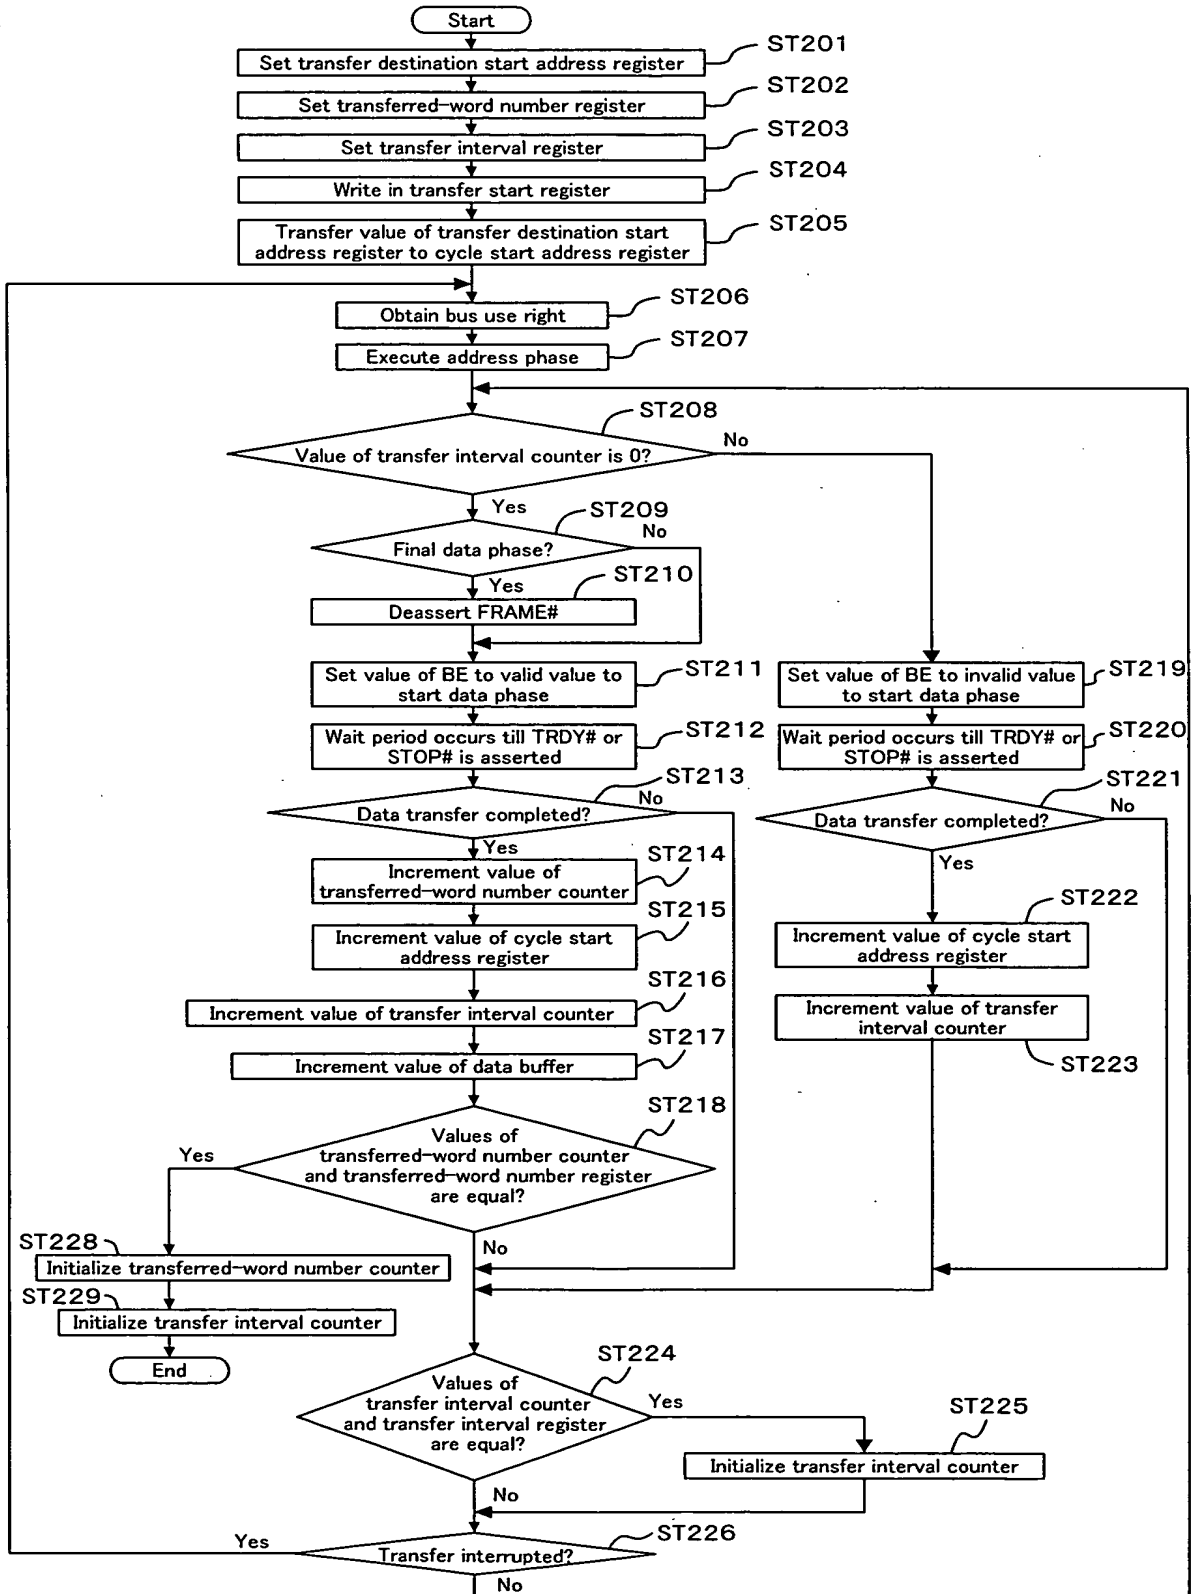 Start
ST201
Set transfer destination start address register
ST202
Set transferred-word number register
ST203
Set transfer interval register
ST204
Write in transfer start register
ST205
Transfer value of transfer destination start
address register to cycle start address register
ST206
Obtain bus use right
ST207
Execute address phase
ST208
Value of transfer interval counter is 0?
No
Yes
ST209
No
Final data phase?
Yes
ST210
Deassert FRAME#
ST211
Set value of BE to valid value to
start data phase
ST212
Wait period occurs till TRDY# or
STOP# is asserted
ST213
Data transfer completed?
No
Yes
ST214
Increment value of
transferred-word number counter
ST215
Increment value of cycle start
address register
ST216
Increment value of transfer interval counter
ST217
Increment value of data buffer
ST218
Values of
transferred-word number counter
and transferred-word number register
are equal?
Yes
No
ST219
Set value of BE to invalid value
to start data phase
ST220
Wait period occurs till TRDY# or
STOP# is asserted
ST221
Data transfer completed?
No
Yes
ST222
Increment value of cycle start
address register
Increment value of transfer
interval counter
ST223
ST228
Initialize transferred-word number counter
ST229
Initialize transfer interval counter
End
ST224
Values of
transfer interval counter
and transfer interval register
are equal?
Yes
ST225
Initialize transfer interval counter
No
ST226
Transfer interrupted?
Yes
No